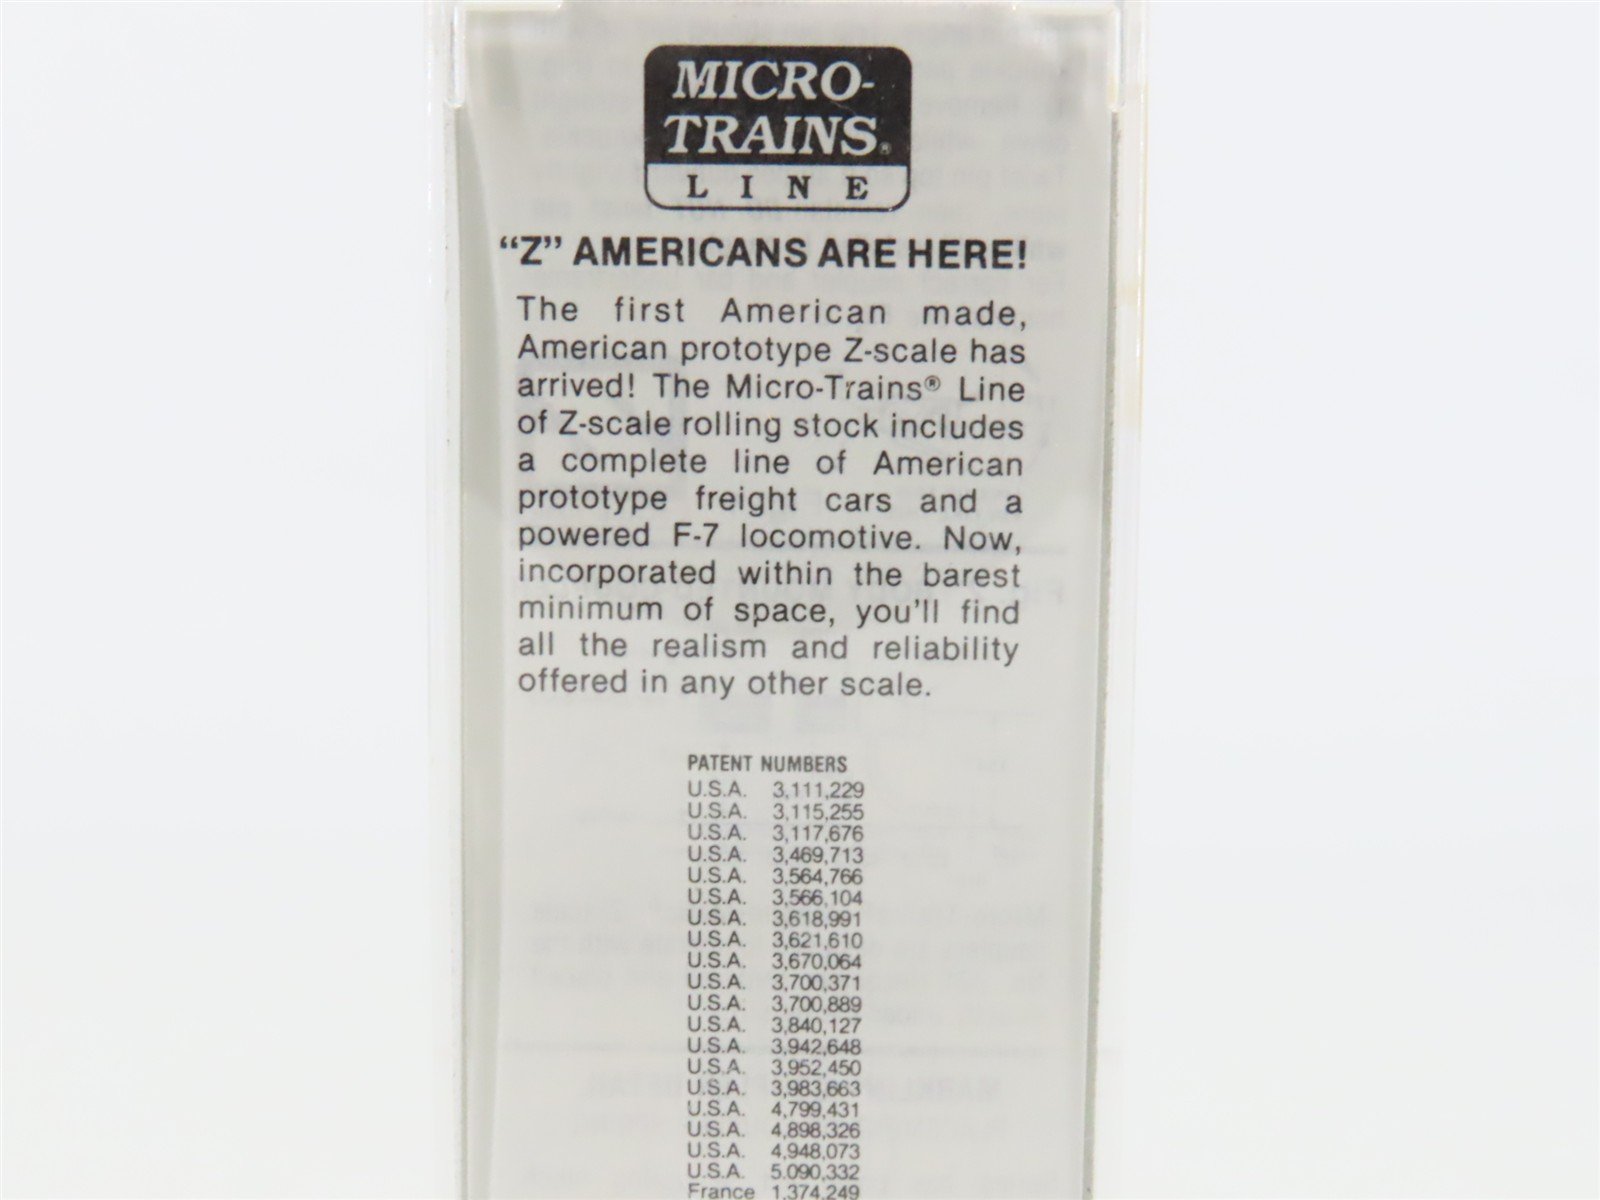 MICRO-
TRAINS®
LINE
“Z” AMERICANS ARE HERE!
The first American made,
American prototype Z-scale has
arrived! The Micro-Trains® Line
of Z-scale rolling stock includes
a complete line of American
prototype freight cars and a
powered F-7 locomotive. Now,
incorporated within the barest
minimum of space, you'll find
all the realism and reliability
offered in any other scale.
PATENT NUMBERS
U.S.A. 3,111,229
U.S.A. 3,115,255
U.S.A. 3,117,676
U.S.A. 3,469,713
U.S.A. 3,564,766
U.S.A. 3,566,104
U.S.A. 3,618,991
U.S.A. 3,621,610
U.S.A. 3,670,064
U.S.A. 3,700,371
U.S.A. 3,700,889
U.S.A. 3,840,127
U.S.A. 3,942,648
U.S.A. 3,952,450
U.S.A. 3,983,663
U.S.A. 4,799,431
U.S.A. 4,898,326
U.S.A. 4,948,073
U.S.A. 5.090,332
France 1,374,249